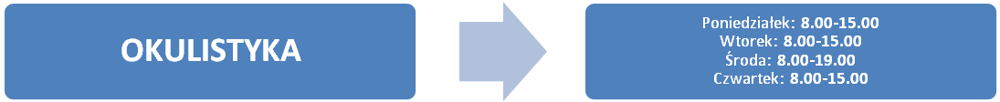 OKULISTYKA
Poniedziałek: 8.00-15.00
Wtorek: 8.00-15.00
Środa: 8.00-19.00
Czwartek: 8.00-15.00